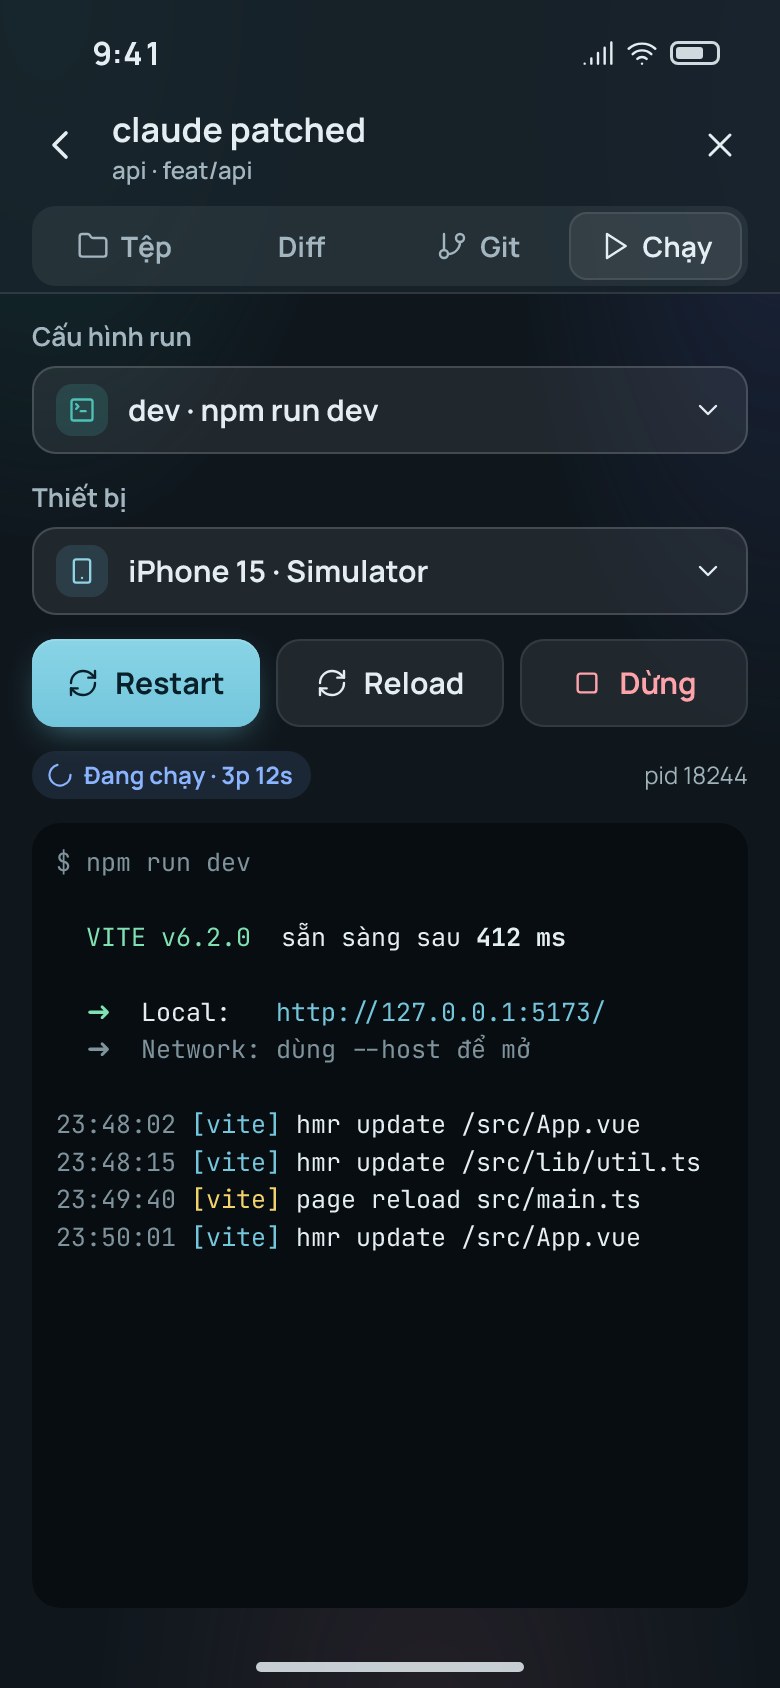 9:41
claude patched
api · feat/api
Tệp Diff Git Chạy
Cấu hình run
dev · npm run dev
Thiết bị
iPhone 15 · Simulator
Restart Reload Dừng
Đang chạy · 3p 12s pid 18244
$ npm run dev
VITE v6.2.0 sẵn sàng sau 412 ms
➜ Local: http://127.0.0.1:5173/
➜ Network: dùng --host để mở
23:48:02 [vite] hmr update /src/App.vue
23:48:15 [vite] hmr update /src/lib/util.ts
23:49:40 [vite] page reload src/main.ts
23:50:01 [vite] hmr update /src/App.vue